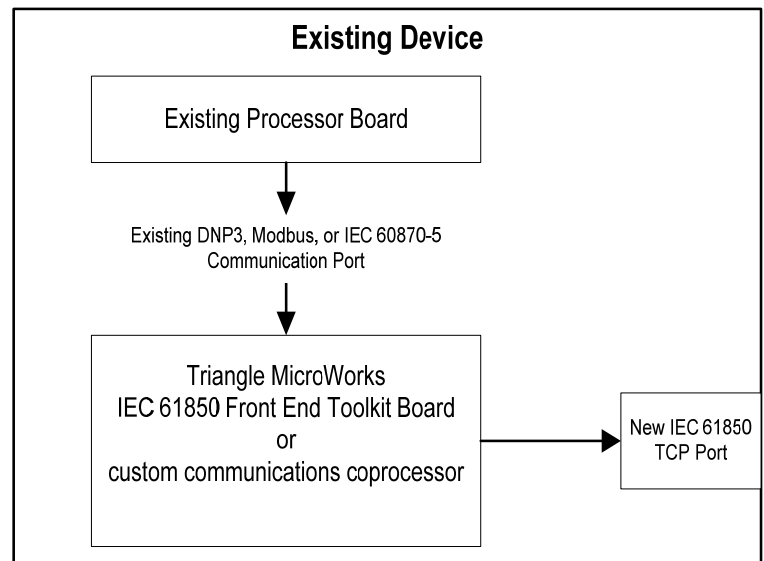 Existing Device
Existing Processor Board
Existing DNP3, Modbus, or IEC 60870-5
Communication Port
Triangle MicroWorks
IEC 61850 Front End Toolkit Board
or
custom communications coprocessor
New IEC 61850
TCP Port